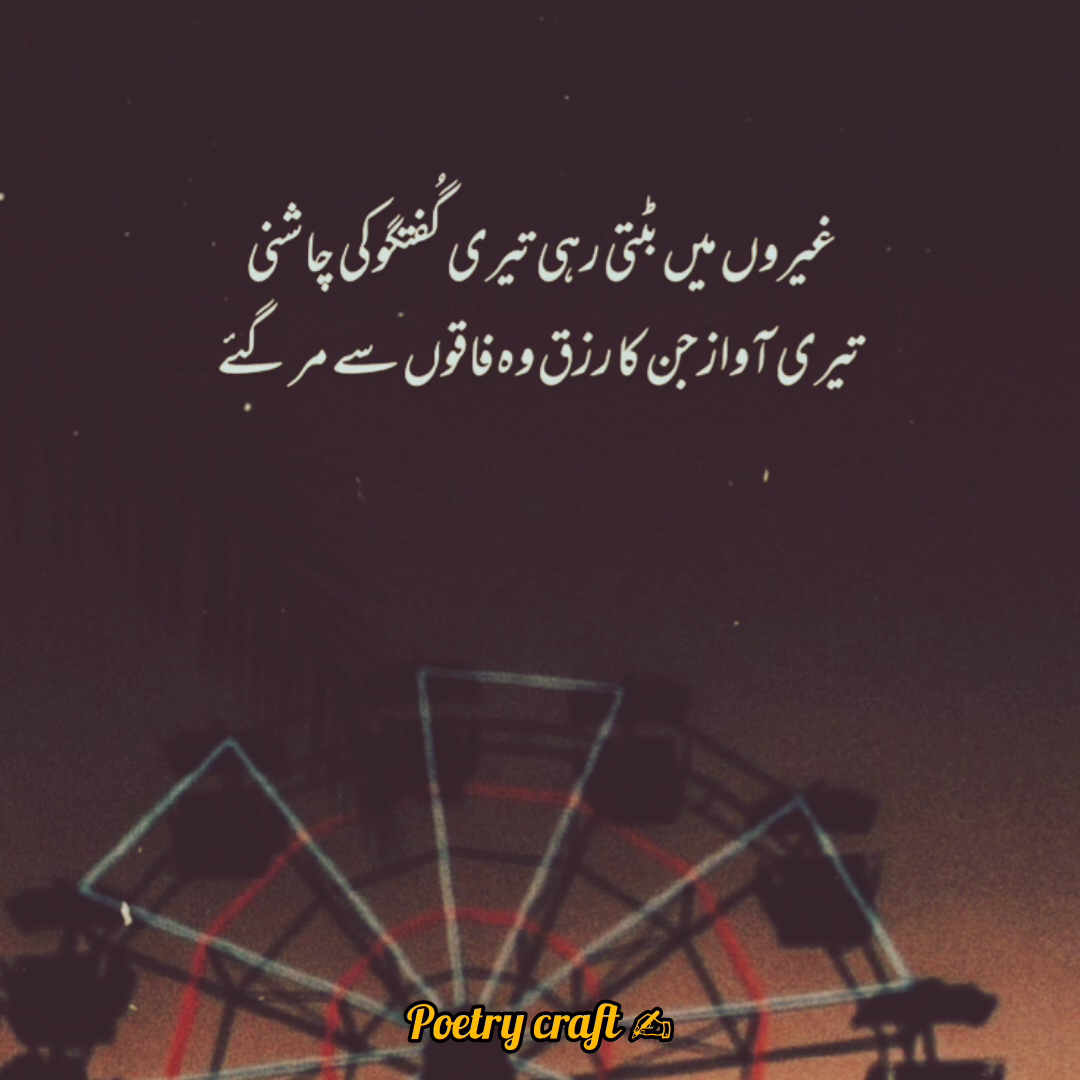 غیروں میں بٹتی رہی تیری گُفتگو کی چاشنی
تیری آواز جن کا رزق وہ فاقوں سے مر گئے
Poetry craft ✍